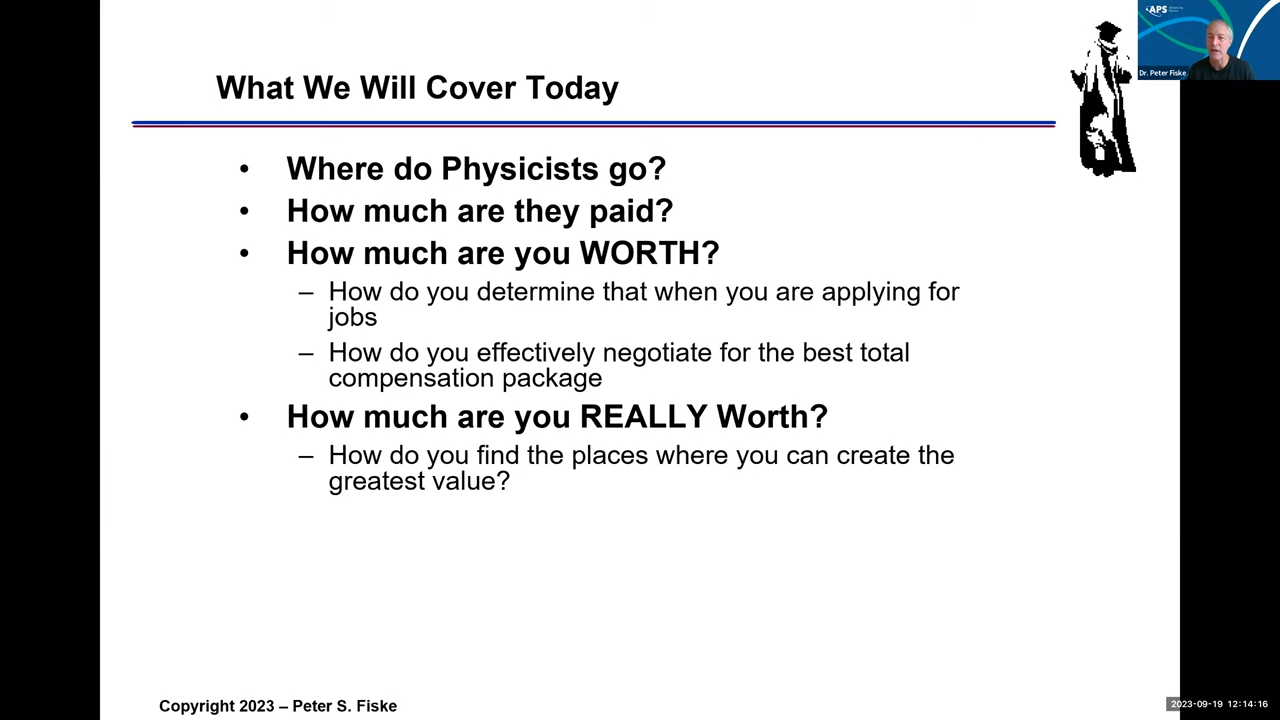 APS
Dr. Peter Fiske
What We Will Cover Today
• Where do Physicists go?
• How much are they paid?
• How much are you WORTH?
– How do you determine that when you are applying for
jobs
– How do you effectively negotiate for the best total
compensation package
• How much are you REALLY Worth?
– How do you find the places where you can create the
greatest value?
Copyright 2023 – Peter S. Fiske
2023-09-19 12:14:16